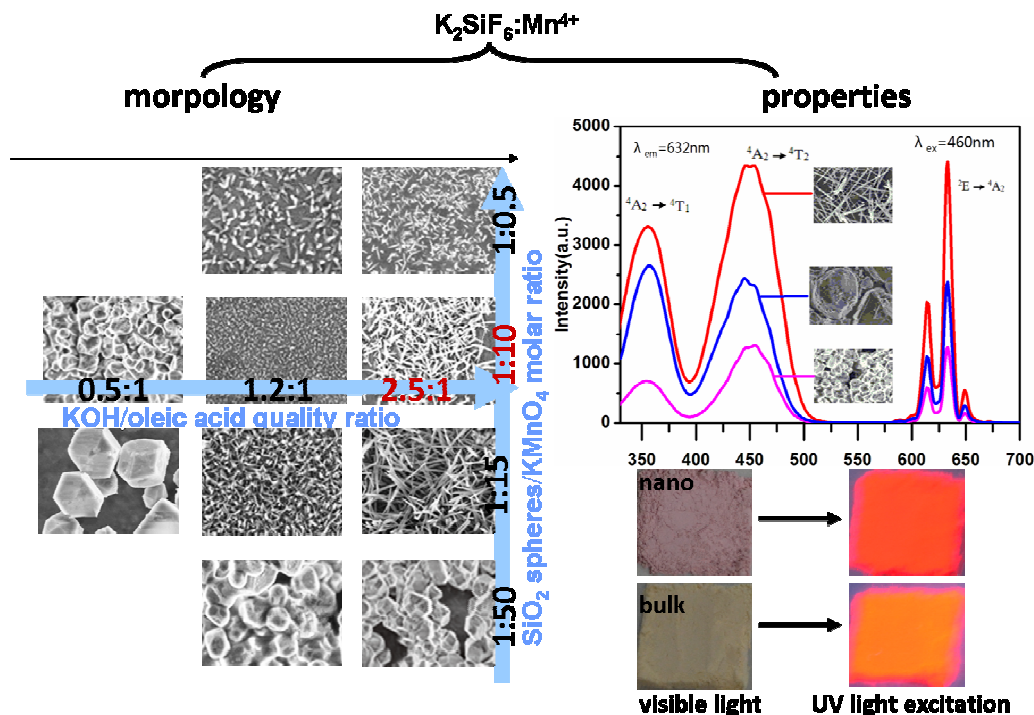 K₂SiF₆:Mn⁴⁺
morpology
properties
1:0.5
1:10
1:15
1:50
SiO₂ spheres/KMnO₄ molar ratio
0.5:1
1.2:1
2.5:1
KOH/oleic acid quality ratio
5000
4000
3000
2000
1000
0
Intensity(a.u.)
λ em=632nm
⁴A₂ → ⁴T₂
λ ex=460nm
⁴A₂ → ⁴T₁
²E → ⁴A₂
350 400 450 500 600 650 700
nano
bulk
visible light
UV light excitation